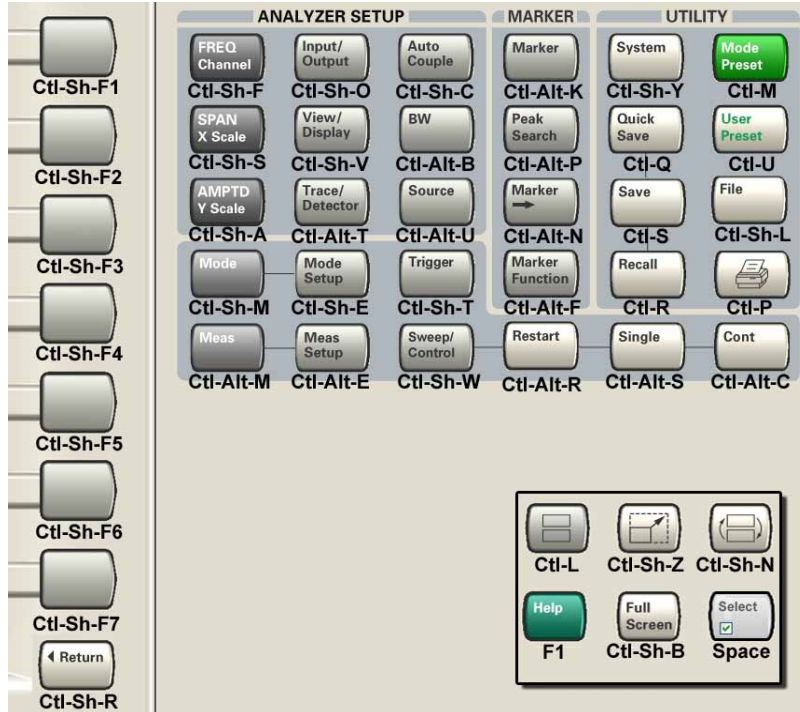 ANALYZER SETUP
MARKER
UTILITY
FREQ
Channel
Ctl-Sh-F
Input/
Output
Ctl-Sh-O
Auto
Couple
Ctl-Sh-C
Marker
Ctl-Alt-K
System
Ctl-Sh-Y
Mode
Preset
Ctl-M
SPAN
X Scale
Ctl-Sh-S
View/
Display
Ctl-Sh-V
BW
Ctl-Alt-B
Peak
Search
Ctl-Alt-P
Quick
Save
Ctl-Q
User
Preset
Ctl-U
AMPTD
Y Scale
Ctl-Sh-A
Trace/
Detector
Ctl-Alt-T
Source
Ctl-Alt-U
Marker
Ctl-Alt-N
Save
Ctl-S
File
Ctl-Sh-L
Mode
Ctl-Sh-M
Mode
Setup
Ctl-Sh-E
Trigger
Ctl-Sh-T
Marker
Function
Ctl-Alt-F
Recall
Ctl-R
Ctl-P
Meas
Ctl-Alt-M
Meas
Setup
Ctl-Alt-E
Sweep/
Control
Ctl-Sh-W
Restart
Ctl-Alt-R
Single
Ctl-Alt-S
Cont
Ctl-Alt-C
Ctl-Sh-F1
Ctl-Sh-F2
Ctl-Sh-F3
Ctl-Sh-F4
Ctl-Sh-F5
Ctl-Sh-F6
Ctl-Sh-F7
Return
Ctl-Sh-R
Ctl-L
Ctl-Sh-Z
Ctl-Sh-N
Help
F1
Full
Screen
Ctl-Sh-B
Select
Space